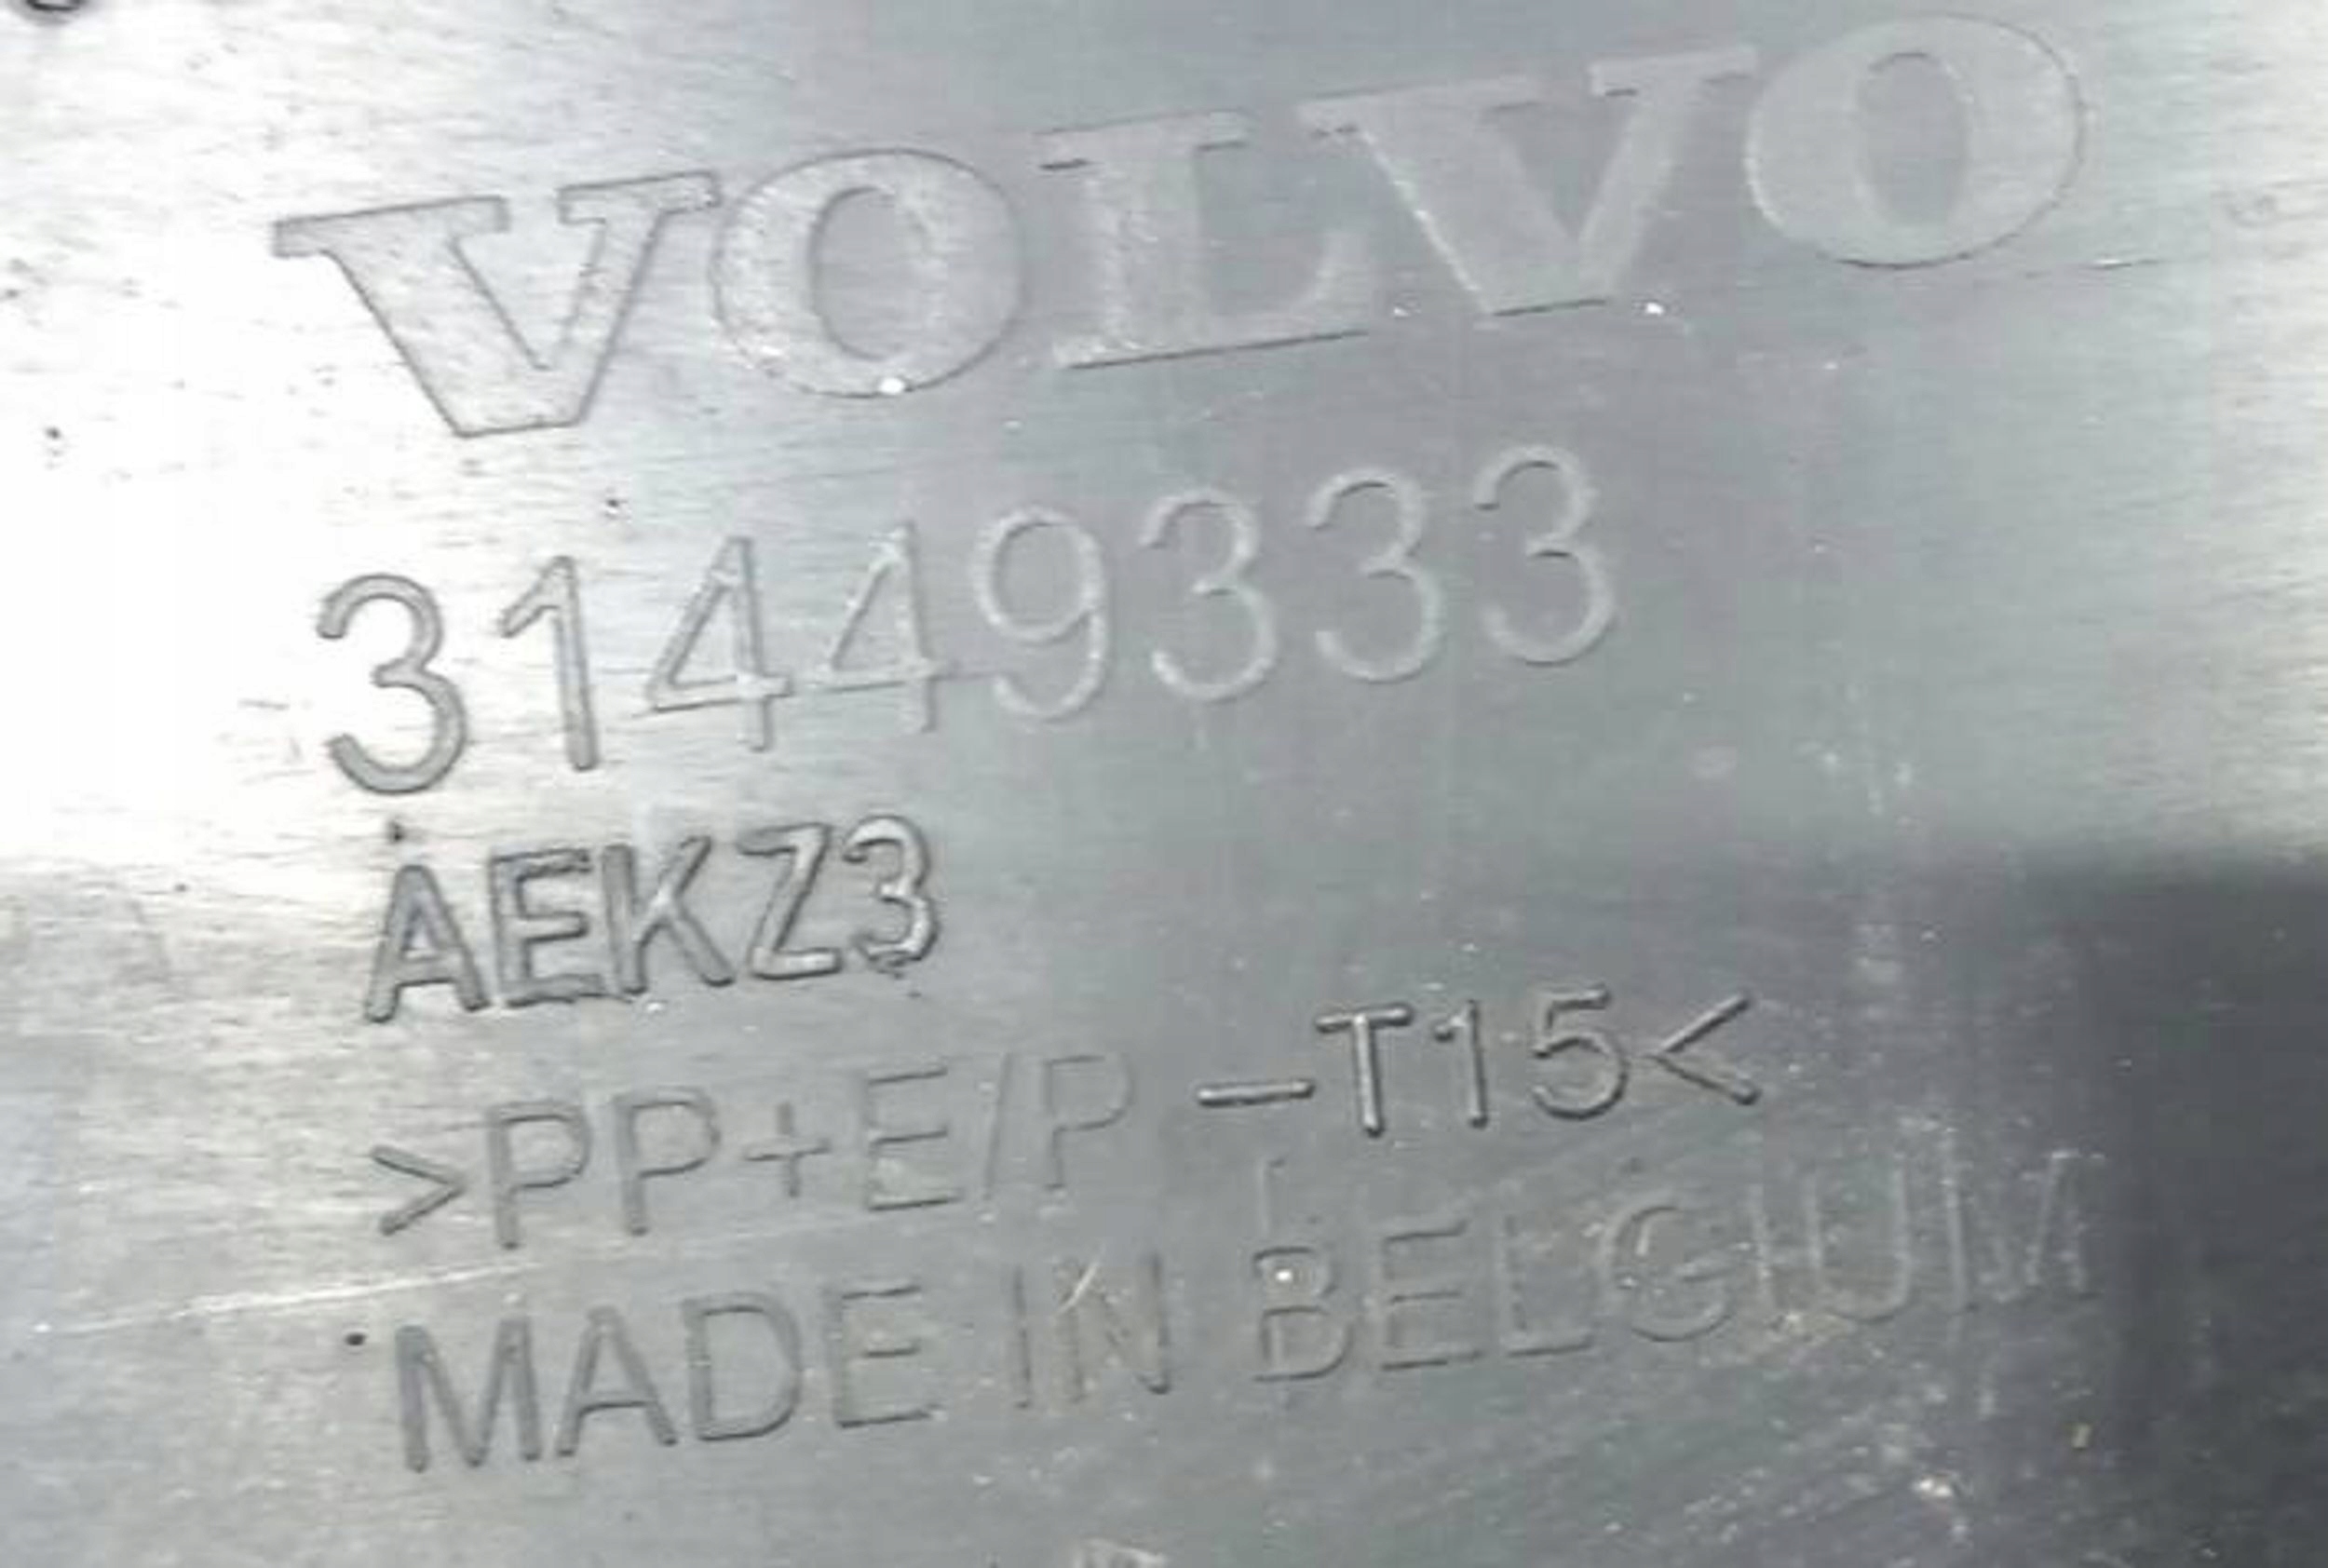 VOLVO
31449333
AEKZ3
>PP+E/P-T15<
MADE IN BELGIUM